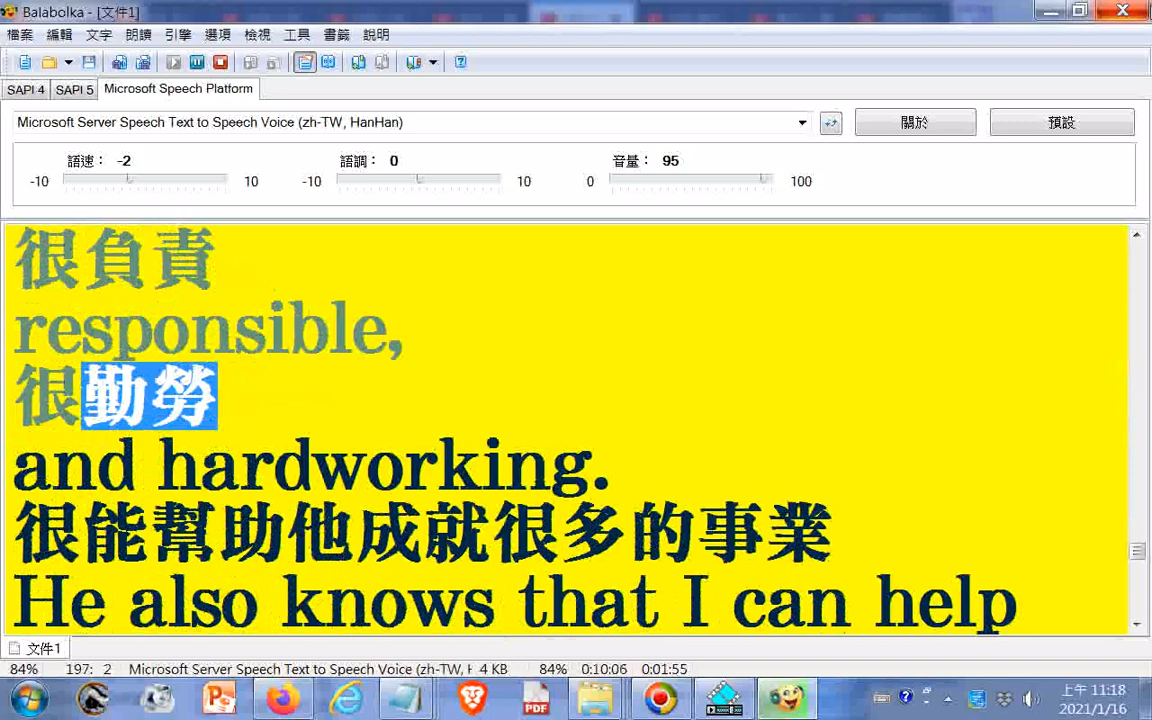 Balabolka - [文件1]
檔案 編輯 文字 朗讀 引擎 選項 檢視 工具 書籤 說明
SAPI 4 SAPI 5 Microsoft Speech Platform
Microsoft Server Speech Text to Speech Voice (zh-TW, HanHan) 關於 預設
語速： -2 語調： 0 音量： 95
-10 10 -10 10 0 100
很負責
responsible,
很勤勞
and hardworking.
很能幫助他成就很多的事業
He also knows that I can help
文件1
84% 197: 2 Microsoft Server Speech Text to Speech Voice (zh-TW, 4 KB 84% 0:10:06 0:01:55
PDF
上午 11:18
2021/1/16